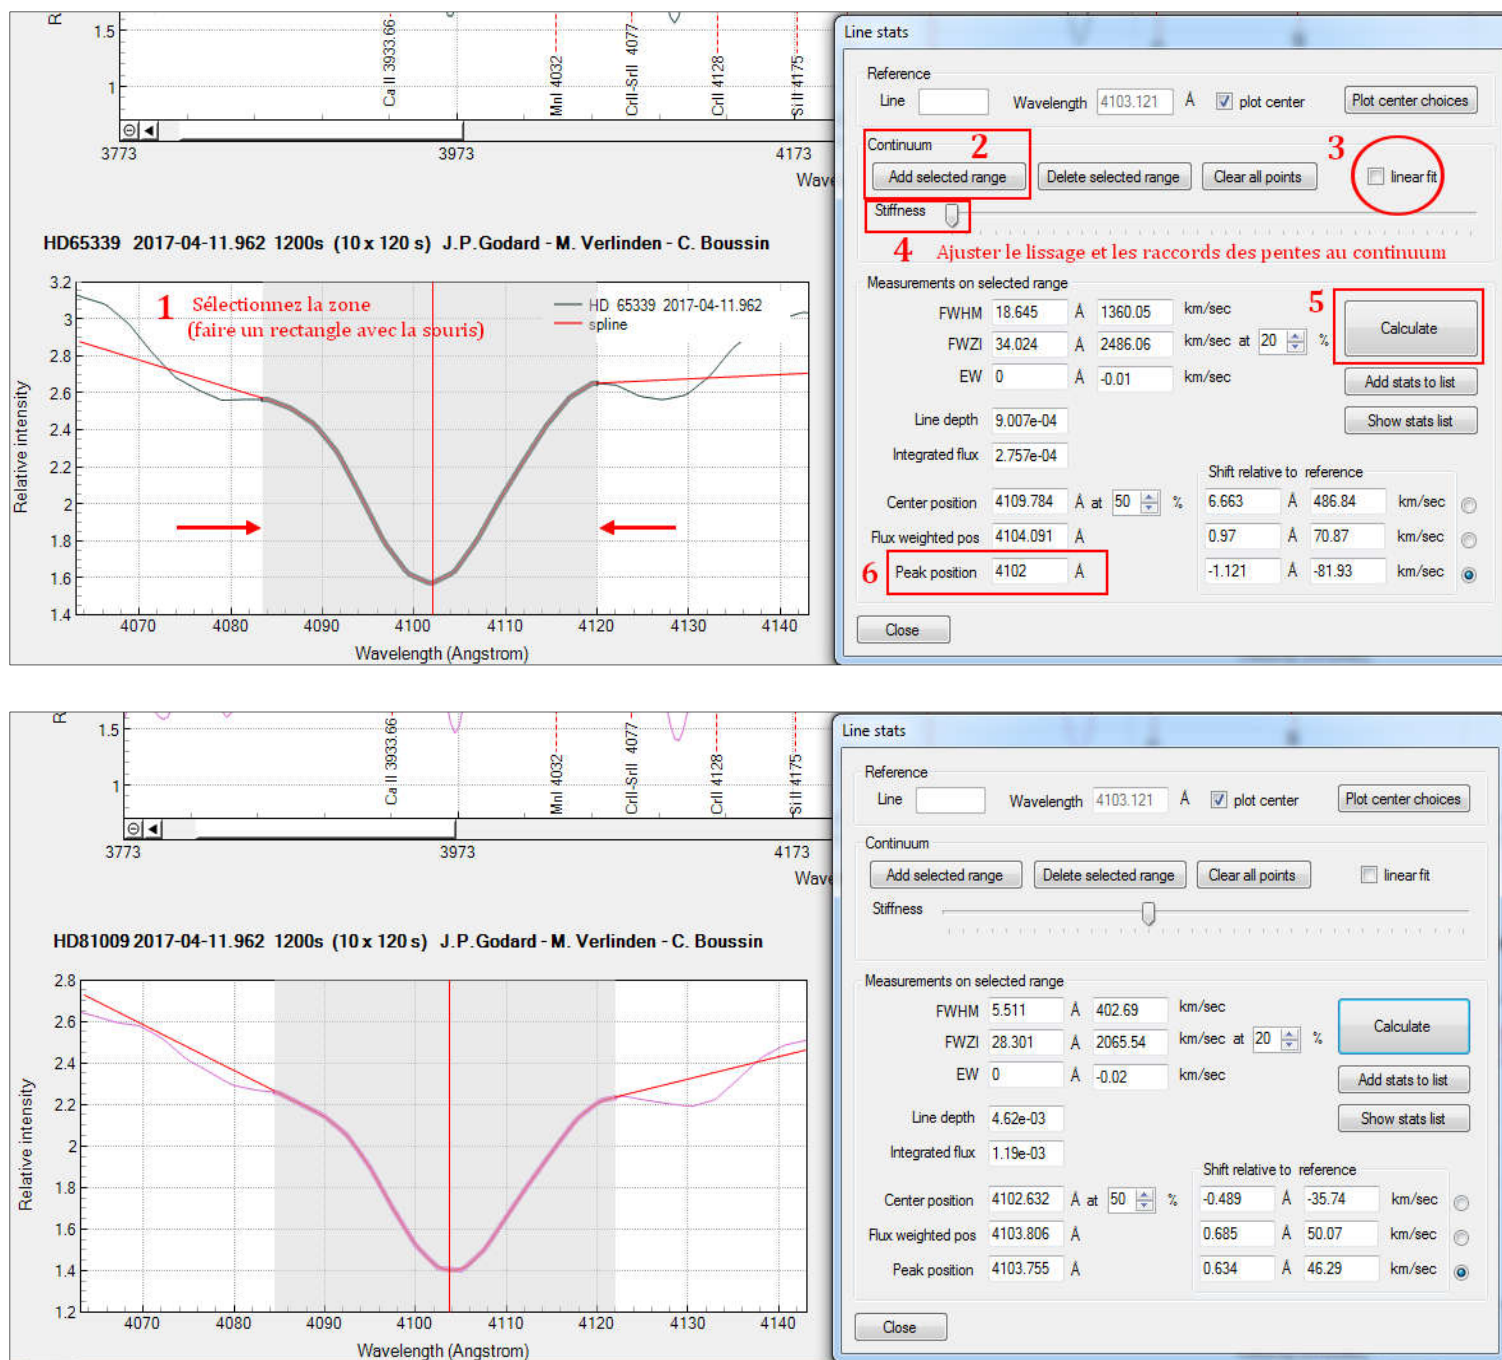 R
1.5
1
Ca II 3933.66
MnI 4032
CrII-SrII 4077
CrII 4128
Si II 4175
3773
3973
4173
Wave
HD65339 2017-04-11.962 1200s (10 x 120 s) J.P.Godard - M. Verlinden - C. Boussin
3.2
3
2.8
2.6
2.4
2.2
2
1.8
1.6
1.4
Relative intensity
1 Sélectionnez la zone
(faire un rectangle avec la souris)
HD 65339 2017-04-11.962
spline
4070 4080 4090 4100 4110 4120 4130 4140
Wavelength (Angstrom)
Line stats
Reference
Line Wavelength 4103.121 Å plot center Plot center choices
Continuum 2 3
Add selected range Delete selected range Clear all points linear fit
Stiffness
4 Ajuster le lissage et les raccords des pentes au continuum
Measurements on selected range
FWHM 18.645 Å 1360.05 km/sec 5
Calculate
FWZI 34.024 Å 2486.06 km/sec at 20 %
EW 0 Å -0.01 km/sec
Add stats to list
Line depth 9.007e-04
Show stats list
Integrated flux 2.757e-04
Shift relative to reference
Center position 4109.784 Å at 50 % 6.663 Å 486.84 km/sec
Flux weighted pos 4104.091 Å 0.97 Å 70.87 km/sec
6 Peak position 4102 Å -1.121 Å -81.93 km/sec
Close
R
1.5
1
Ca II 3933.66
MnI 4032
CrII-SrII 4077
CrII 4128
Si II 4175
3773
3973
4173
Wave
HD81009 2017-04-11.962 1200s (10 x 120 s) J.P.Godard - M. Verlinden - C. Boussin
2.8
2.6
2.4
2.2
2
1.8
1.6
1.4
1.2
Relative intensity
4070 4080 4090 4100 4110 4120 4130 4140
Wavelength (Angstrom)
Line stats
Reference
Line Wavelength 4103.121 Å plot center Plot center choices
Continuum
Add selected range Delete selected range Clear all points linear fit
Stiffness
Measurements on selected range
FWHM 5.511 Å 402.69 km/sec
Calculate
FWZI 28.301 Å 2065.54 km/sec at 20 %
EW 0 Å -0.02 km/sec
Add stats to list
Line depth 4.62e-03
Show stats list
Integrated flux 1.19e-03
Shift relative to reference
Center position 4102.632 Å at 50 % -0.489 Å -35.74 km/sec
Flux weighted pos 4103.806 Å 0.685 Å 50.07 km/sec
Peak position 4103.755 Å 0.634 Å 46.29 km/sec
Close